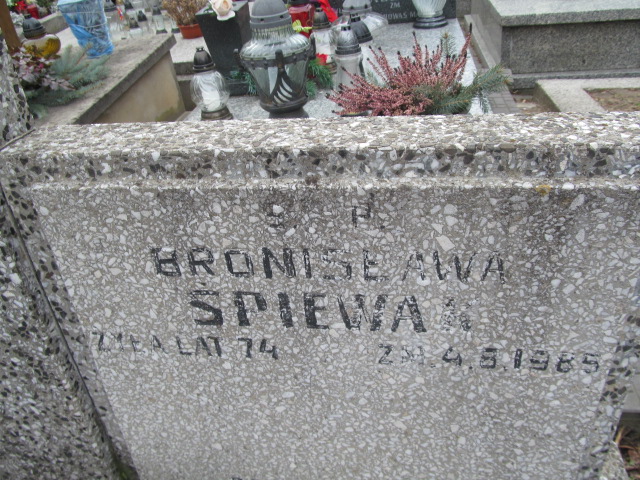 Ś. P.
BRONISŁAWA
ŚPIEWAK
ŻYŁA LAT 74 ZM. 4.5.1985